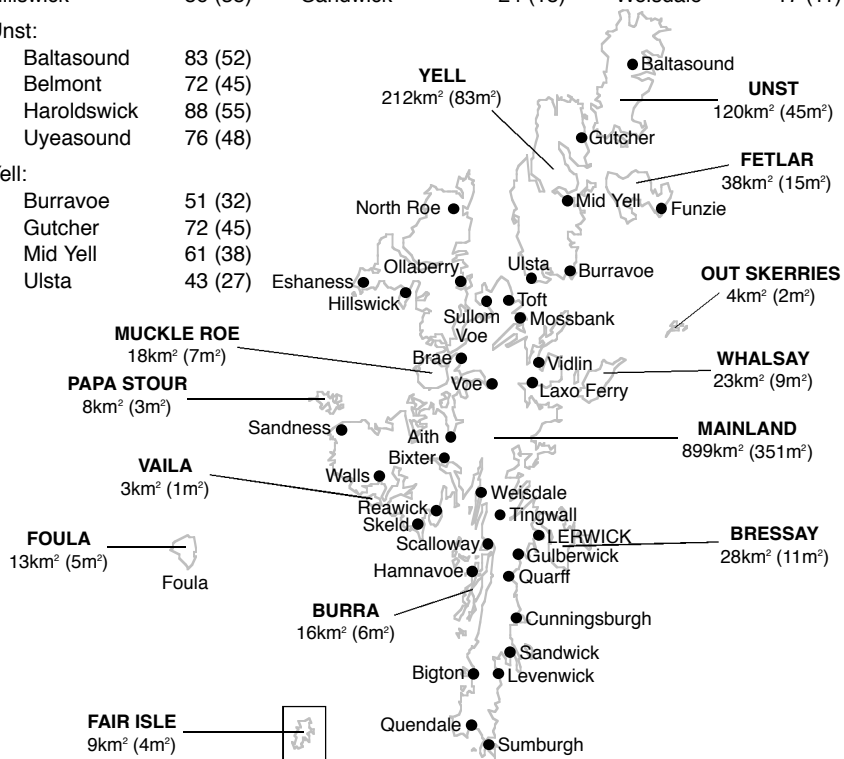 Baltasound 83 (52)
Belmont 72 (45)
Haroldswick 88 (55)
Uyeasound 76 (48)
Burravoe 51 (32)
Gutcher 72 (45)
Mid Yell 61 (38)
Ulsta 43 (27)
Baltasound
YELL
212km² (83m²)
UNST
120km² (45m²)
Gutcher
FETLAR
38km² (15m²)
Mid Yell
Funzie
North Roe
Ollaberry
Ulsta
Burravoe
Eshaness
Hillswick
OUT SKERRIES
4km² (2m²)
Toft
Sullom
Voe
Mossbank
MUCKLE ROE
18km² (7m²)
Brae
Vidlin
WHALSAY
23km² (9m²)
Voe
Laxo Ferry
PAPA STOUR
8km² (3m²)
Sandness
Aith
MAINLAND
899km² (351m²)
Bixter
VAILA
3km² (1m²)
Walls
Weisdale
Reawick
Tingwall
Skeld
LERWICK
BRESSAY
28km² (11m²)
FOULA
13km² (5m²)
Scalloway
Gulberwick
Foula
Hamnavoe
Quarff
BURRA
16km² (6m²)
Cunningsburgh
Sandwick
Bigton
Levenwick
FAIR ISLE
9km² (4m²)
Quendale
Sumburgh